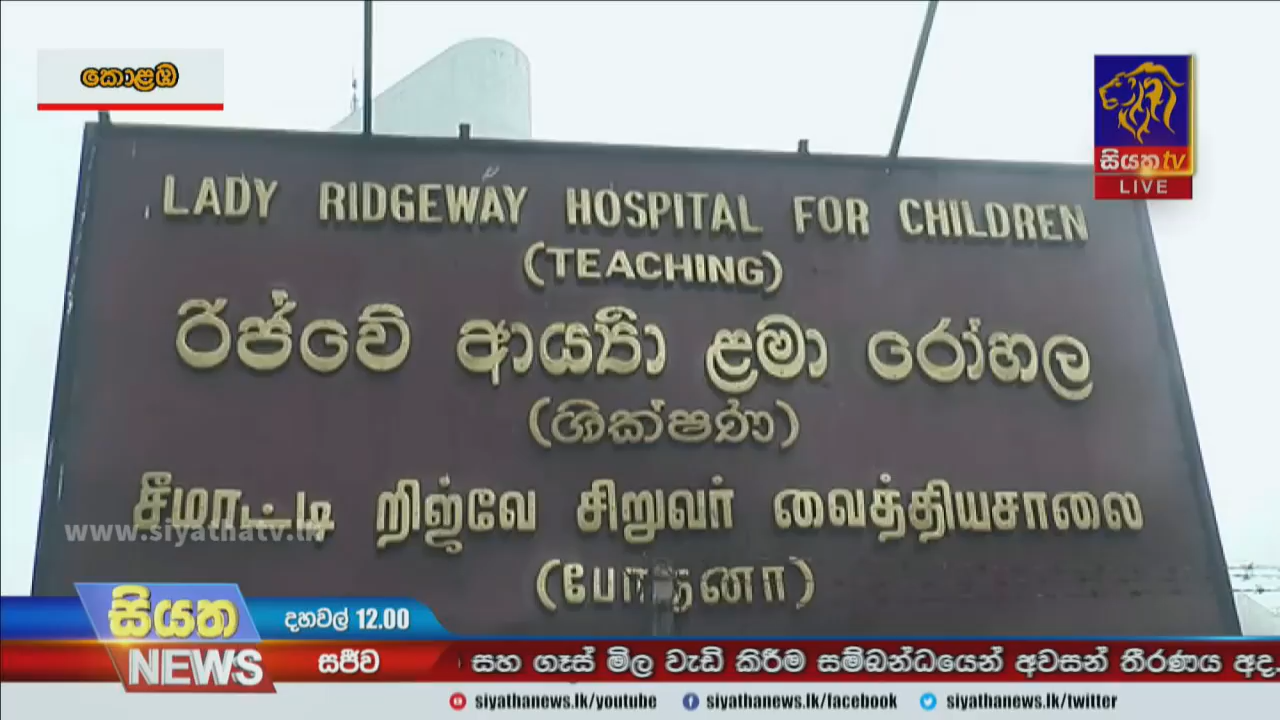 කොළඹ
සියත tv
LIVE
LADY RIDGEWAY HOSPITAL FOR CHILDREN
(TEACHING)
රිජ්වේ ආර්‍ය්‍යා ළමා රෝහල
(ශික්ෂණ)
சீமாட்டி றிஜ்வே சிறுவர் வைத்தியசாலை
(போதனா)
www.siyathatv.lk
සියත
NEWS
දහවල් 12.00
සජීව
සහ ගෑස් මිල වැඩි කිරීම සම්බන්ධයෙන් අවසන් තීරණය අද
siyathanews.lk/youtube siyathanews.lk/facebook siyathanews.lk/twitter